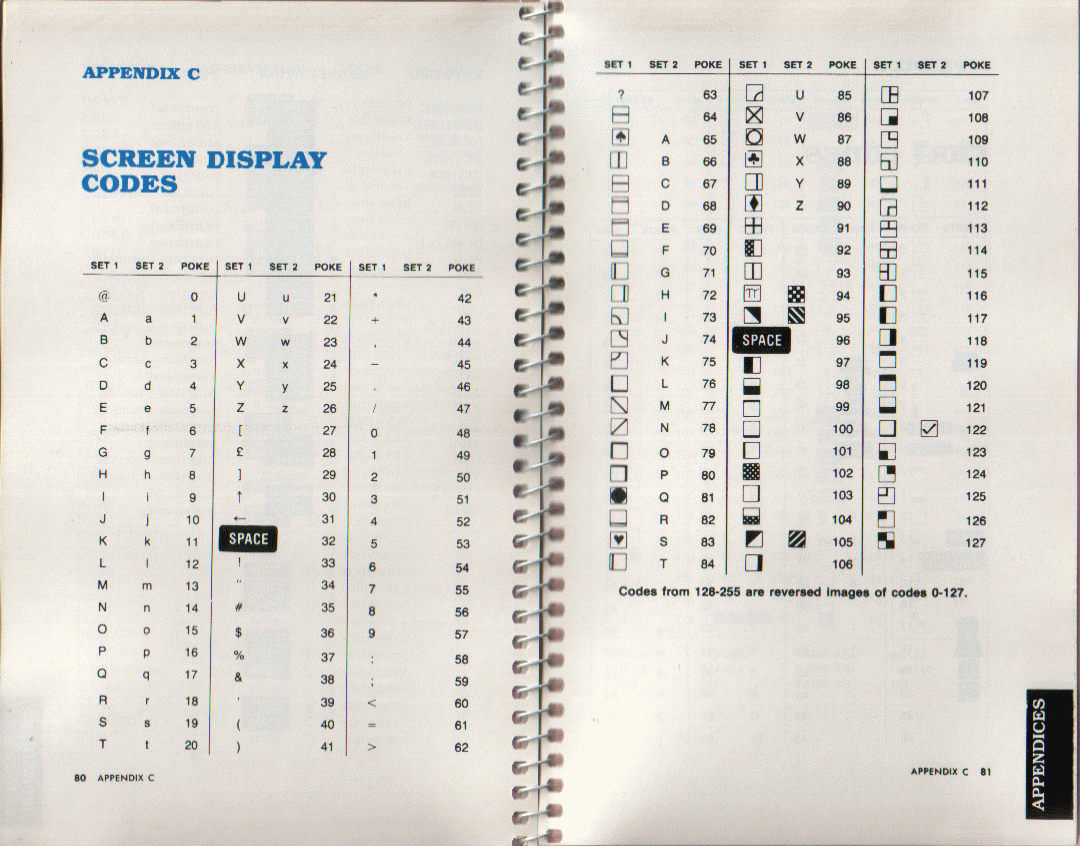 APPENDIX C
SCREEN DISPLAY
CODES
SET 1 SET 2 POKE SET 1 SET 2 POKE SET 1 SET 2 POKE
@ 0 U u 21 * 42
A a 1 V v 22 + 43
B b 2 W w 23 , 44
C c 3 X x 24 – 45
D d 4 Y y 25 . 46
E e 5 Z z 26 / 47
F f 6 [ 27 0 48
G g 7 £ 28 1 49
H h 8 ] 29 2 50
I i 9 ↑ 30 3 51
J j 10 ← 31 4 52
K k 11 SPACE 32 5 53
L l 12 ! 33 6 54
M m 13 " 34 7 55
N n 14 # 35 8 56
O o 15 $ 36 9 57
P p 16 % 37 : 58
Q q 17 & 38 ; 59
R r 18 ' 39 < 60
S s 19 ( 40 = 61
T t 20 ) 41 > 62
80 APPENDIX C
SET 1 SET 2 POKE SET 1 SET 2 POKE SET 1 SET 2 POKE
? 63 U 85 107
64 V 86 108
A 65 W 87 109
B 66 X 88 110
C 67 Y 89 111
D 68 Z 90 112
E 69 91 113
F 70 92 114
G 71 93 115
H 72 94 116
I 73 95 117
J 74 SPACE 96 118
K 75 97 119
L 76 98 120
M 77 99 121
N 78 100 122
O 79 101 123
P 80 102 124
Q 81 103 125
R 82 104 126
S 83 105 127
T 84 106
Codes from 128-255 are reversed images of codes 0-127.
APPENDIX C 81
APPENDICES